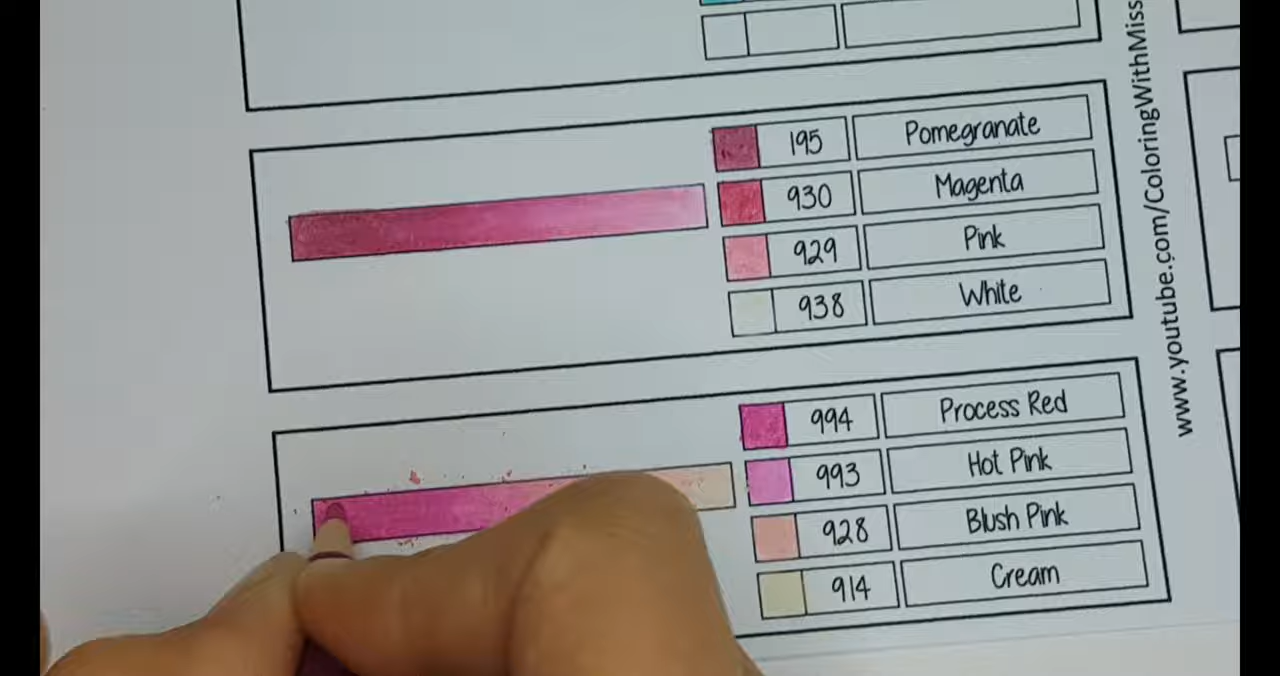 195 Pomegranate
930 Magenta
929 Pink
938 White
994 Process Red
993 Hot Pink
928 Blush Pink
914 Cream
www.youtube.com/ColoringWithMiss